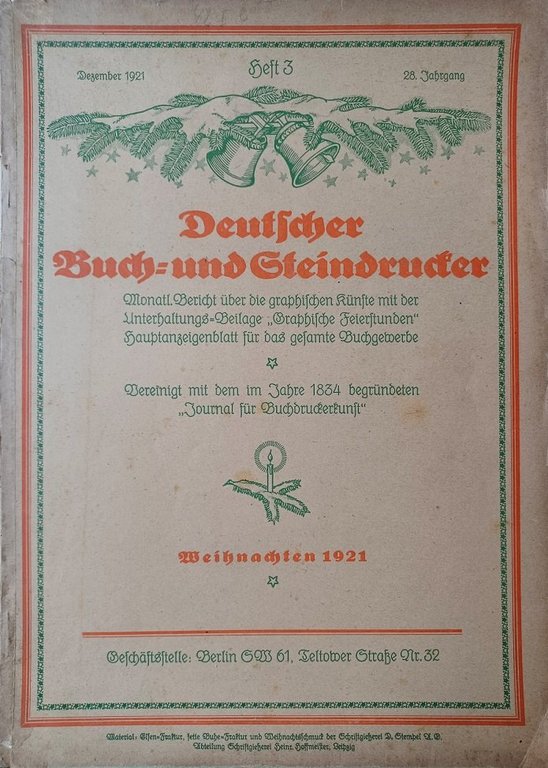 Dezember 1921
Heft 3
28. Jahrgang
Deutscher
Buch- und Steindrucker
Monatl. Bericht über die graphischen Künste mit der
Unterhaltungs-Beilage „Graphische Feierstunden“
Hauptanzeigenblatt für das gesamte Buchgewerbe
Vereinigt mit dem im Jahre 1834 begründeten
„Journal für Buchdruckerkunst“
Weihnachten 1921
Geschäftsstelle: Berlin SW 61, Teltower Straße Nr. 32
Material: Elfen-Fraktur, fette Buhe-Fraktur und Weihnachtsschmuck der Schriftgießerei D. Stempel A.G.
Abteilung Schriftgießerei Heinr. Hoffmeister, Leipzig